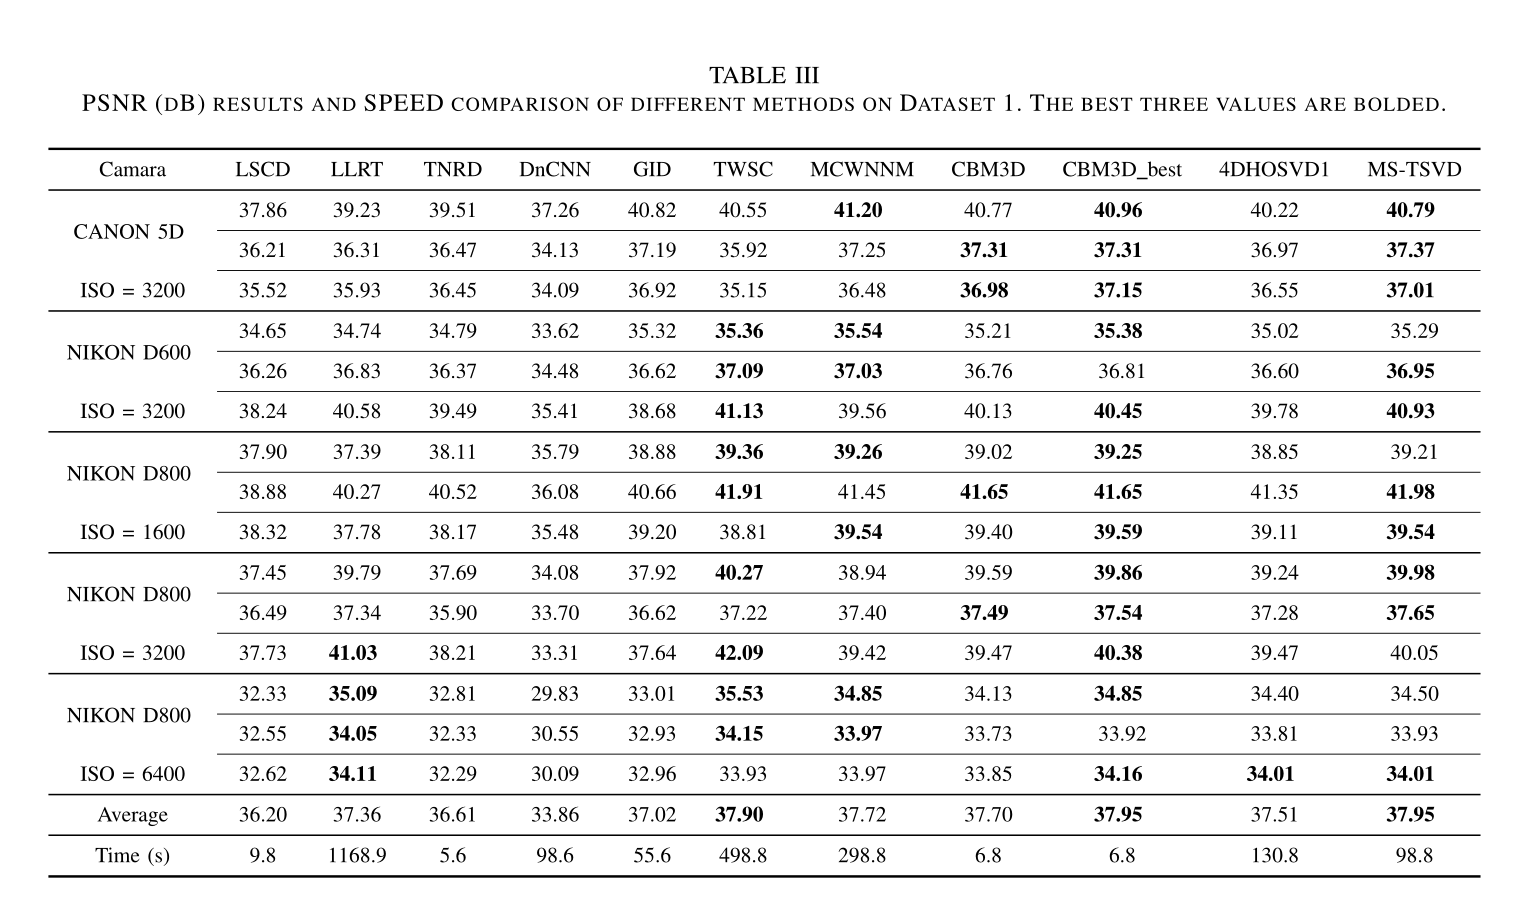 TABLE III
PSNR (DB) RESULTS AND SPEED COMPARISON OF DIFFERENT METHODS ON DATASET 1. THE BEST THREE VALUES ARE BOLDED.
Camara LSCD LLRT TNRD DnCNN GID TWSC MCWNNM CBM3D CBM3D_best 4DHOSVD1 MS-TSVD
37.86 39.23 39.51 37.26 40.82 40.55 41.20 40.77 40.96 40.22 40.79
CANON 5D
36.21 36.31 36.47 34.13 37.19 35.92 37.25 37.31 37.31 36.97 37.37
ISO = 3200 35.52 35.93 36.45 34.09 36.92 35.15 36.48 36.98 37.15 36.55 37.01
34.65 34.74 34.79 33.62 35.32 35.36 35.54 35.21 35.38 35.02 35.29
NIKON D600
36.26 36.83 36.37 34.48 36.62 37.09 37.03 36.76 36.81 36.60 36.95
ISO = 3200 38.24 40.58 39.49 35.41 38.68 41.13 39.56 40.13 40.45 39.78 40.93
37.90 37.39 38.11 35.79 38.88 39.36 39.26 39.02 39.25 38.85 39.21
NIKON D800
38.88 40.27 40.52 36.08 40.66 41.91 41.45 41.65 41.65 41.35 41.98
ISO = 1600 38.32 37.78 38.17 35.48 39.20 38.81 39.54 39.40 39.59 39.11 39.54
37.45 39.79 37.69 34.08 37.92 40.27 38.94 39.59 39.86 39.24 39.98
NIKON D800
36.49 37.34 35.90 33.70 36.62 37.22 37.40 37.49 37.54 37.28 37.65
ISO = 3200 37.73 41.03 38.21 33.31 37.64 42.09 39.42 39.47 40.38 39.47 40.05
32.33 35.09 32.81 29.83 33.01 35.53 34.85 34.13 34.85 34.40 34.50
NIKON D800
32.55 34.05 32.33 30.55 32.93 34.15 33.97 33.73 33.92 33.81 33.93
ISO = 6400 32.62 34.11 32.29 30.09 32.96 33.93 33.97 33.85 34.16 34.01 34.01
Average 36.20 37.36 36.61 33.86 37.02 37.90 37.72 37.70 37.95 37.51 37.95
Time (s) 9.8 1168.9 5.6 98.6 55.6 498.8 298.8 6.8 6.8 130.8 98.8